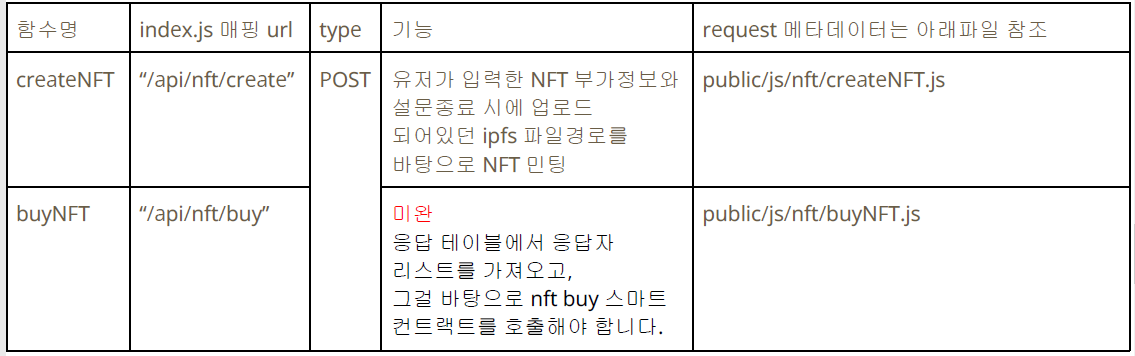 함수명 index.js 매핑 url type 기능 request 메타데이터는 아래파일 참조
createNFT “/api/nft/create” POST 유저가 입력한 NFT 부가정보와 public/js/nft/createNFT.js
설문종료 시에 업로드
되어있던 ipfs 파일경로를
바탕으로 NFT 민팅
buyNFT “/api/nft/buy” 미완 public/js/nft/buyNFT.js
응답 테이블에서 응답자
리스트를 가져오고,
그걸 바탕으로 nft buy 스마트
컨트랙트를 호출해야 합니다.